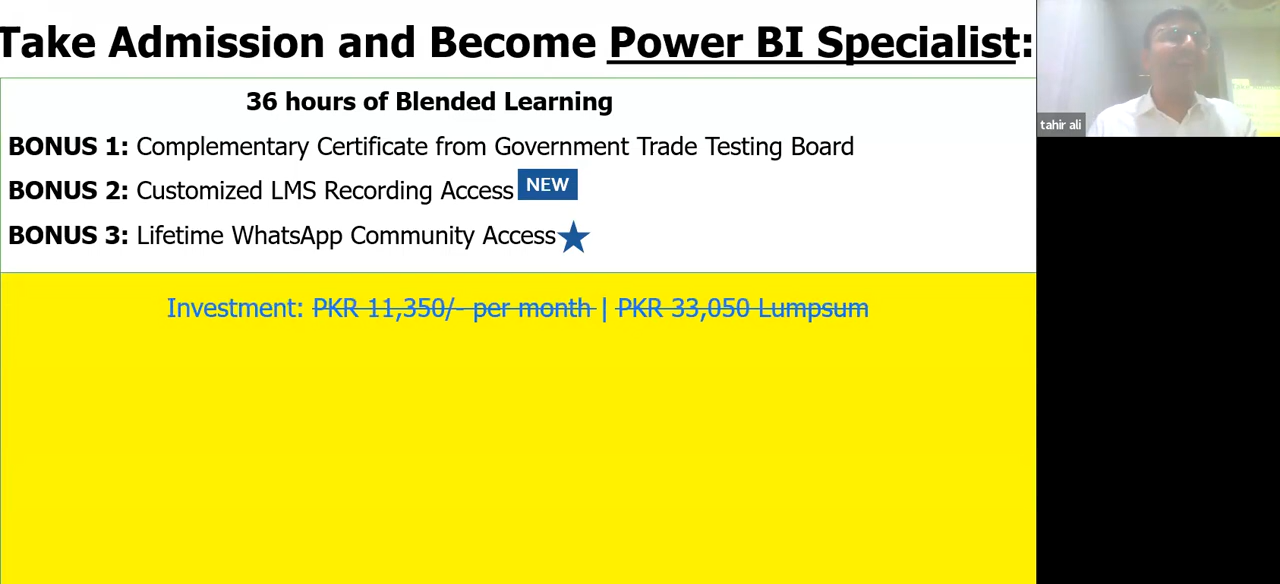 Take Admission and Become Power BI Specialist:
36 hours of Blended Learning
BONUS 1: Complementary Certificate from Government Trade Testing Board
BONUS 2: Customized LMS Recording Access NEW
BONUS 3: Lifetime WhatsApp Community Access
Investment: PKR 11,350/- per month | PKR 33,050 Lumpsum
tahir ali